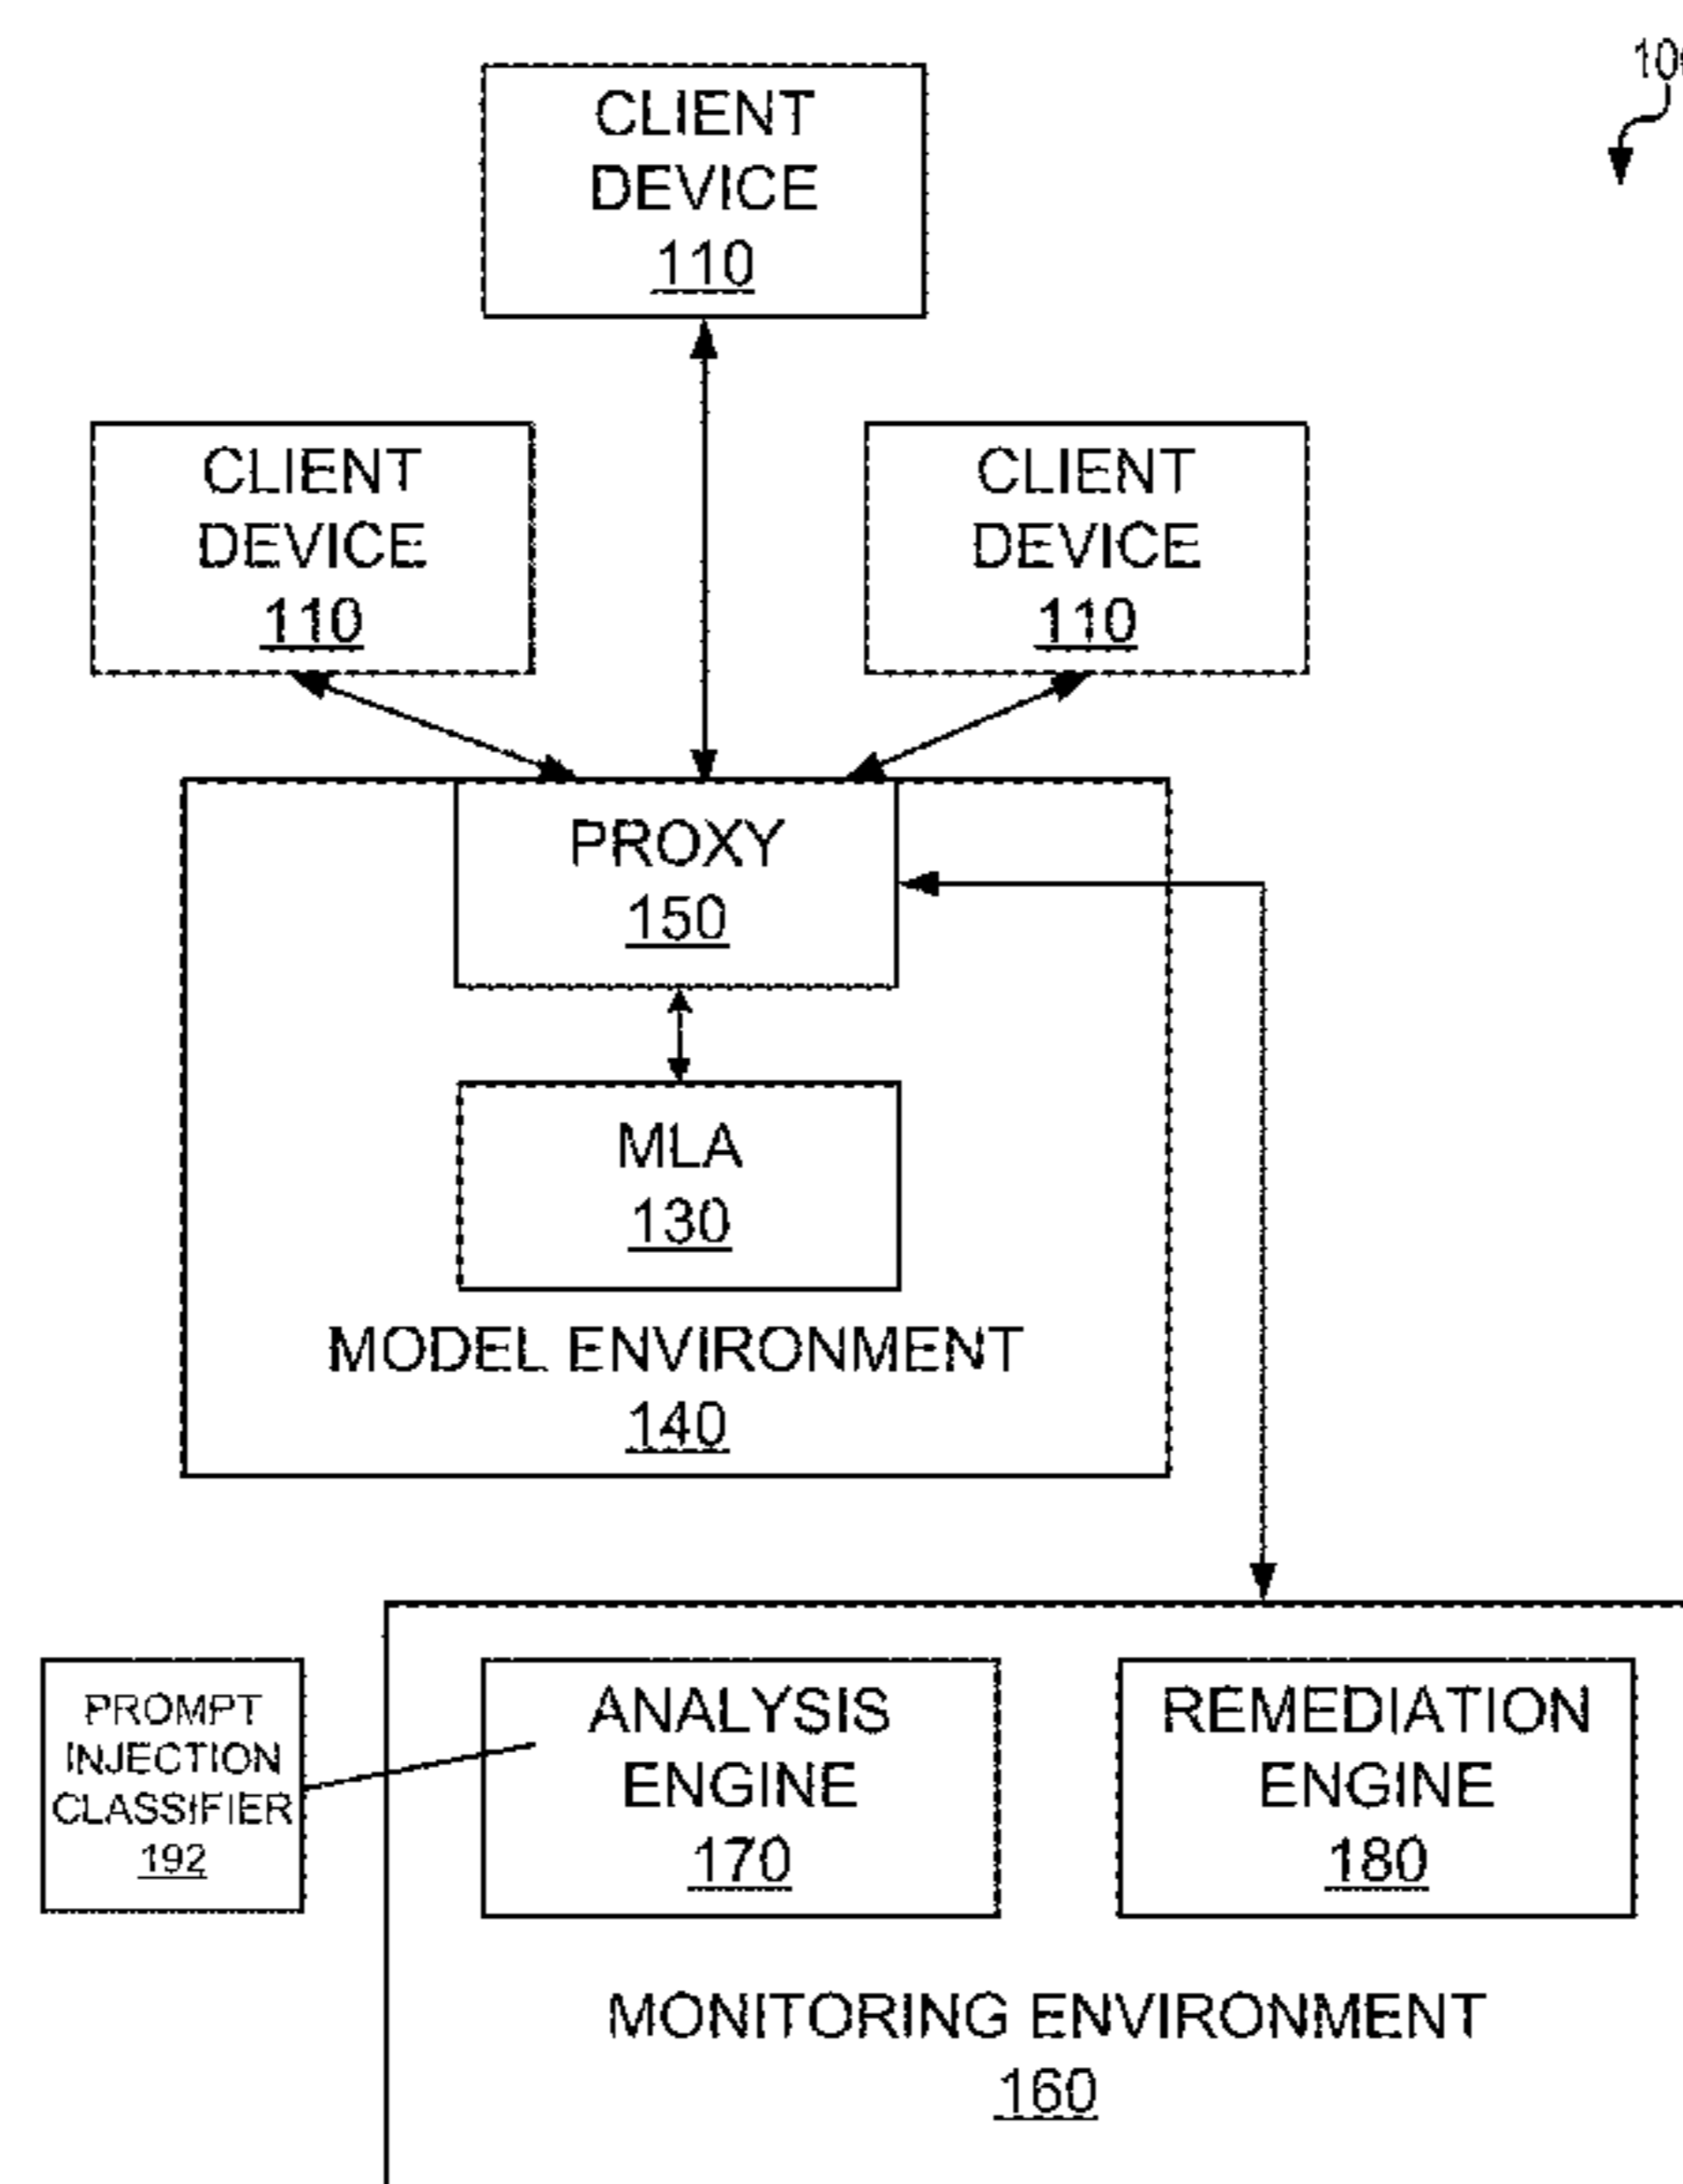 CLIENT
DEVICE
110
CLIENT
DEVICE
110
CLIENT
DEVICE
110
PROXY
150
MLA
130
MODEL ENVIRONMENT
140
PROMPT
INJECTION
CLASSIFIER
192
ANALYSIS
ENGINE
170
REMEDIATION
ENGINE
180
MONITORING ENVIRONMENT
160